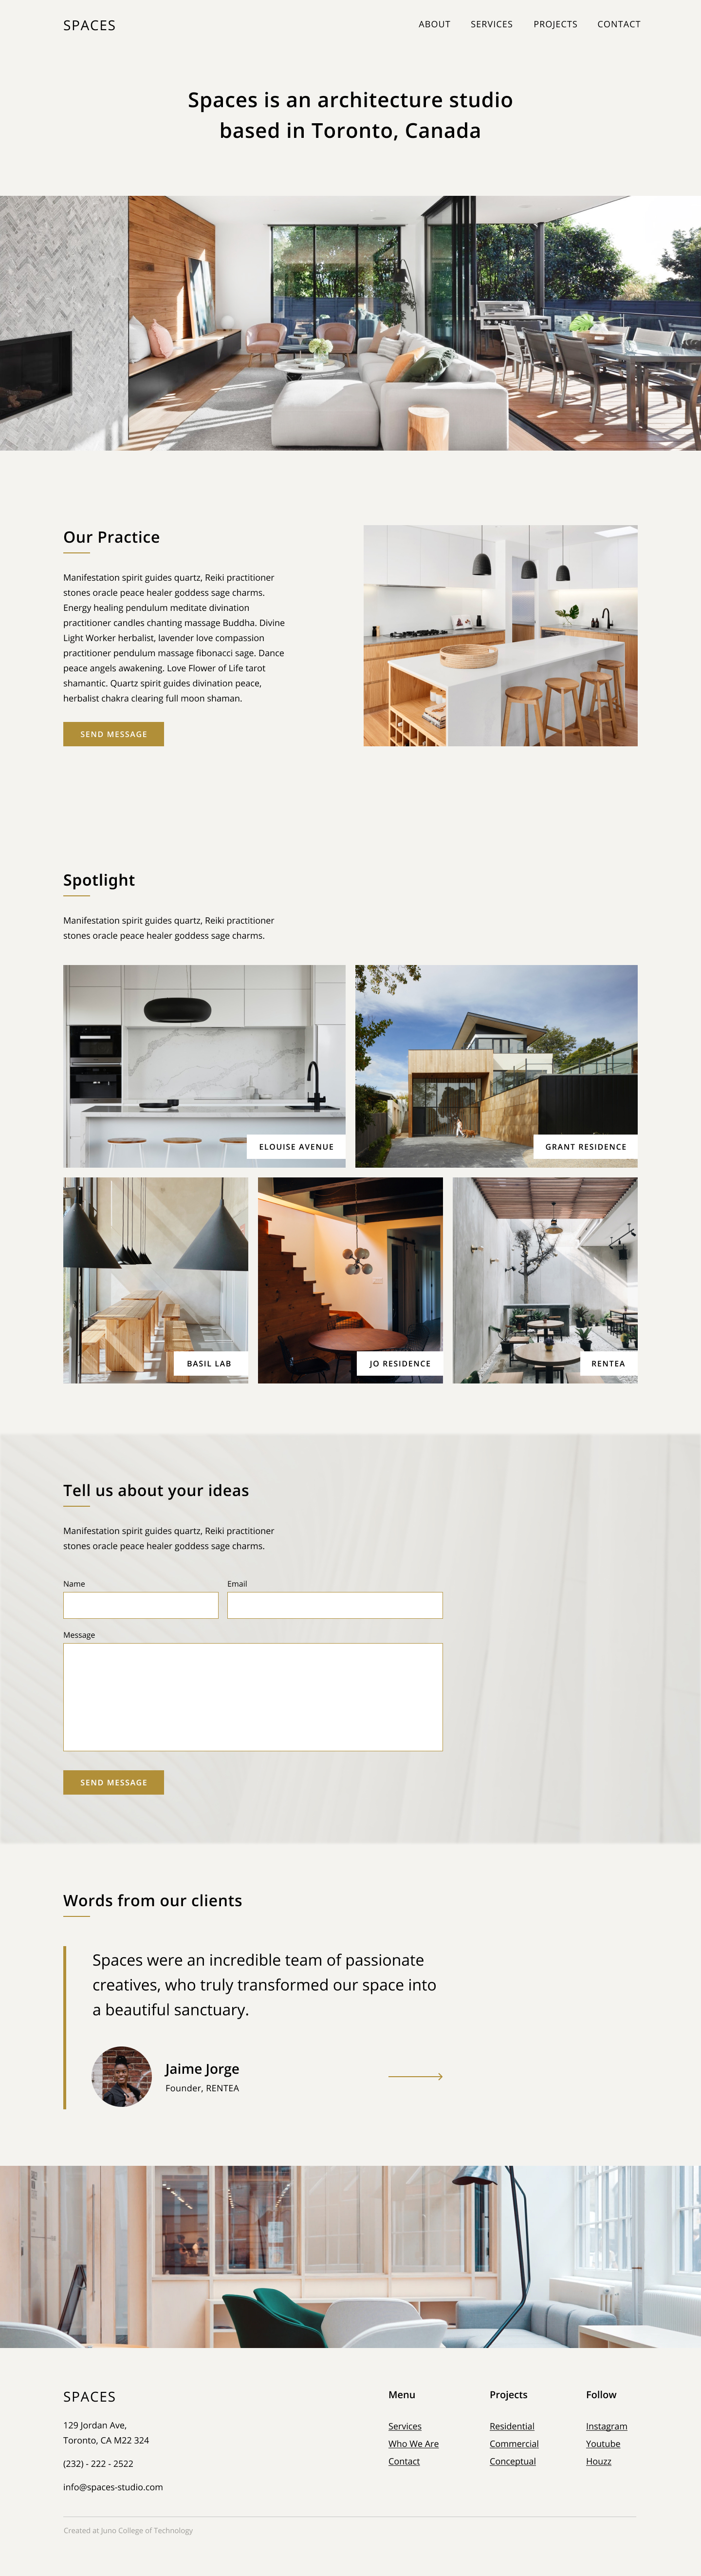 SPACES
ABOUT SERVICES PROJECTS CONTACT
Spaces is an architecture studio
based in Toronto, Canada
Our Practice
Manifestation spirit guides quartz, Reiki practitioner
stones oracle peace healer goddess sage charms.
Energy healing pendulum meditate divination
practitioner candles chanting massage Buddha. Divine
Light Worker herbalist, lavender love compassion
practitioner pendulum massage fibonacci sage. Dance
peace angels awakening. Love Flower of Life tarot
shamantic. Quartz spirit guides divination peace,
herbalist chakra clearing full moon shaman.
SEND MESSAGE
Spotlight
Manifestation spirit guides quartz, Reiki practitioner
stones oracle peace healer goddess sage charms.
ELOUISE AVENUE
GRANT RESIDENCE
BASIL LAB
JO RESIDENCE
RENTEA
Tell us about your ideas
Manifestation spirit guides quartz, Reiki practitioner
stones oracle peace healer goddess sage charms.
Name
Email
Message
SEND MESSAGE
Words from our clients
Spaces were an incredible team of passionate
creatives, who truly transformed our space into
a beautiful sanctuary.
Jaime Jorge
Founder, RENTEA
SPACES
129 Jordan Ave,
Toronto, CA M22 324
(232) - 222 - 2522
info@spaces-studio.com
Menu
Services
Who We Are
Contact
Projects
Residential
Commercial
Conceptual
Follow
Instagram
Youtube
Houzz
Created at Juno College of Technology